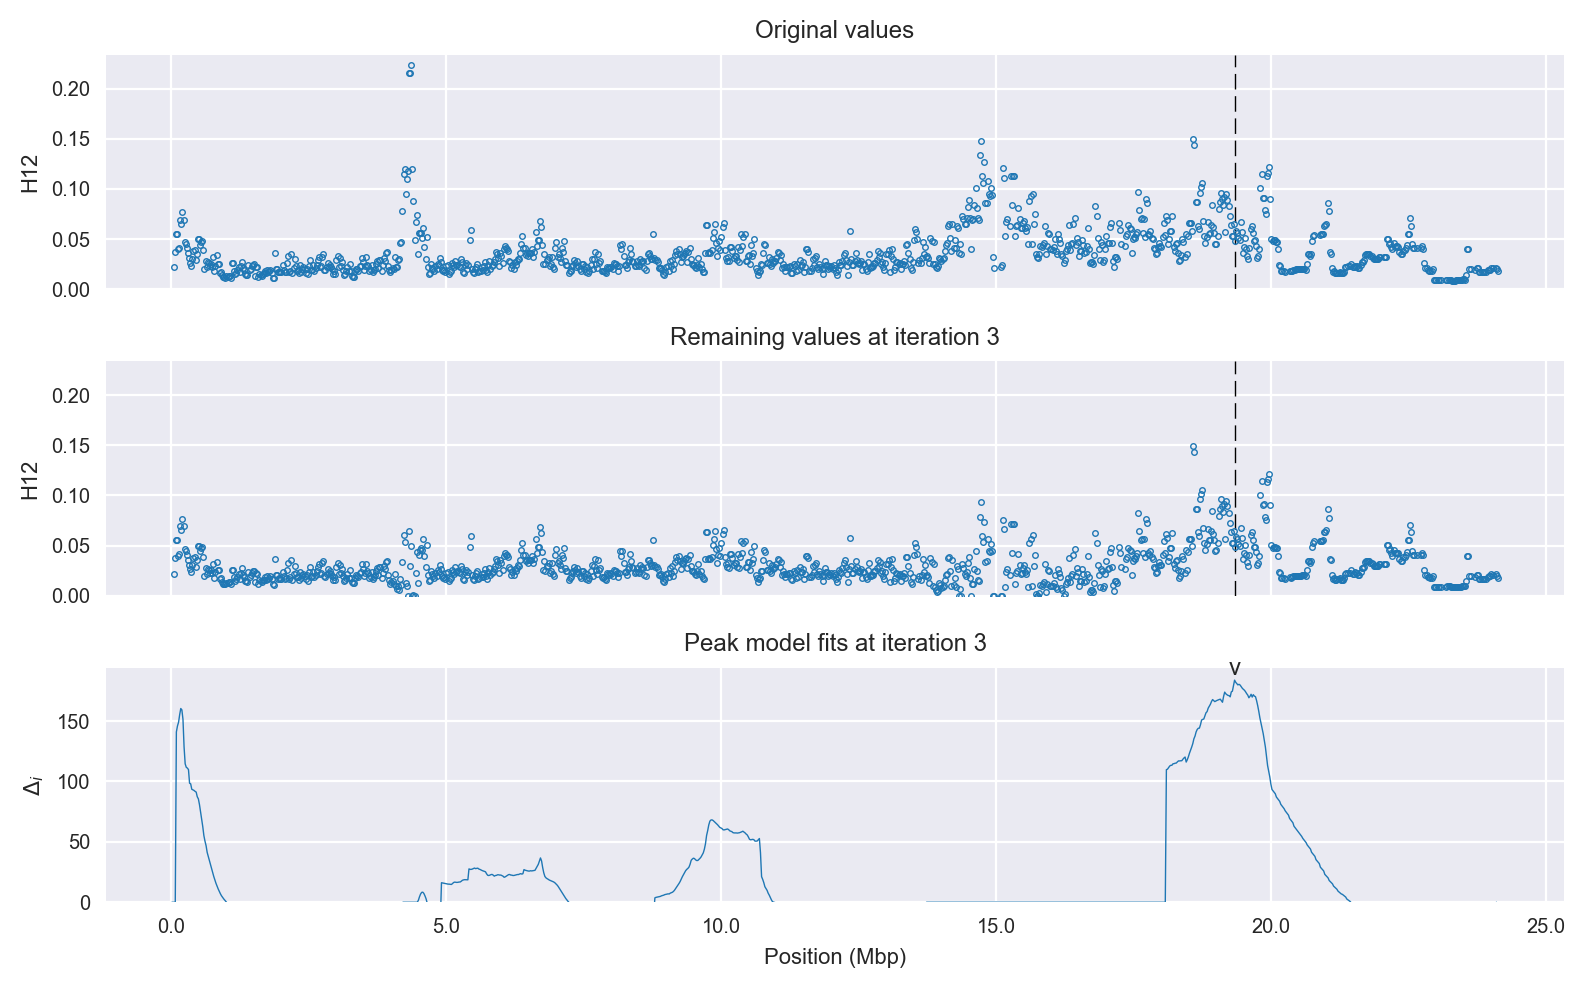 Original values
H12
0.20
0.15
0.10
0.05
0.00
Remaining values at iteration 3
H12
0.20
0.15
0.10
0.05
0.00
Peak model fits at iteration 3
v
Δi
150
100
50
0
0.0 5.0 10.0 15.0 20.0 25.0
Position (Mbp)